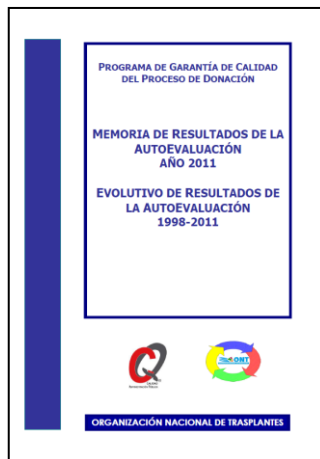 PROGRAMA DE GARANTÍA DE CALIDAD
DEL PROCESO DE DONACIÓN
MEMORIA DE RESULTADOS DE LA
AUTOEVALUACIÓN
AÑO 2011
EVOLUTIVO DE RESULTADOS DE
LA AUTOEVALUACIÓN
1998-2011
ONT
ORGANIZACIÓN NACIONAL DE TRASPLANTES